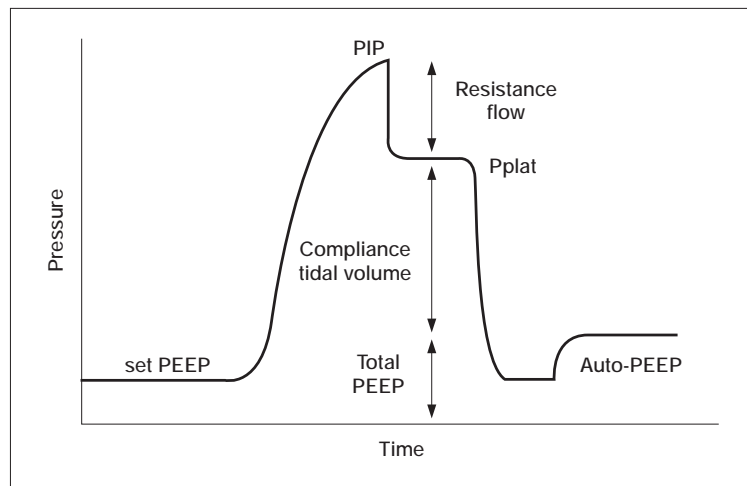 PIP
Resistance
flow
Pplat
Pressure
Compliance
tidal volume
set PEEP
Total
PEEP
Auto-PEEP
Time